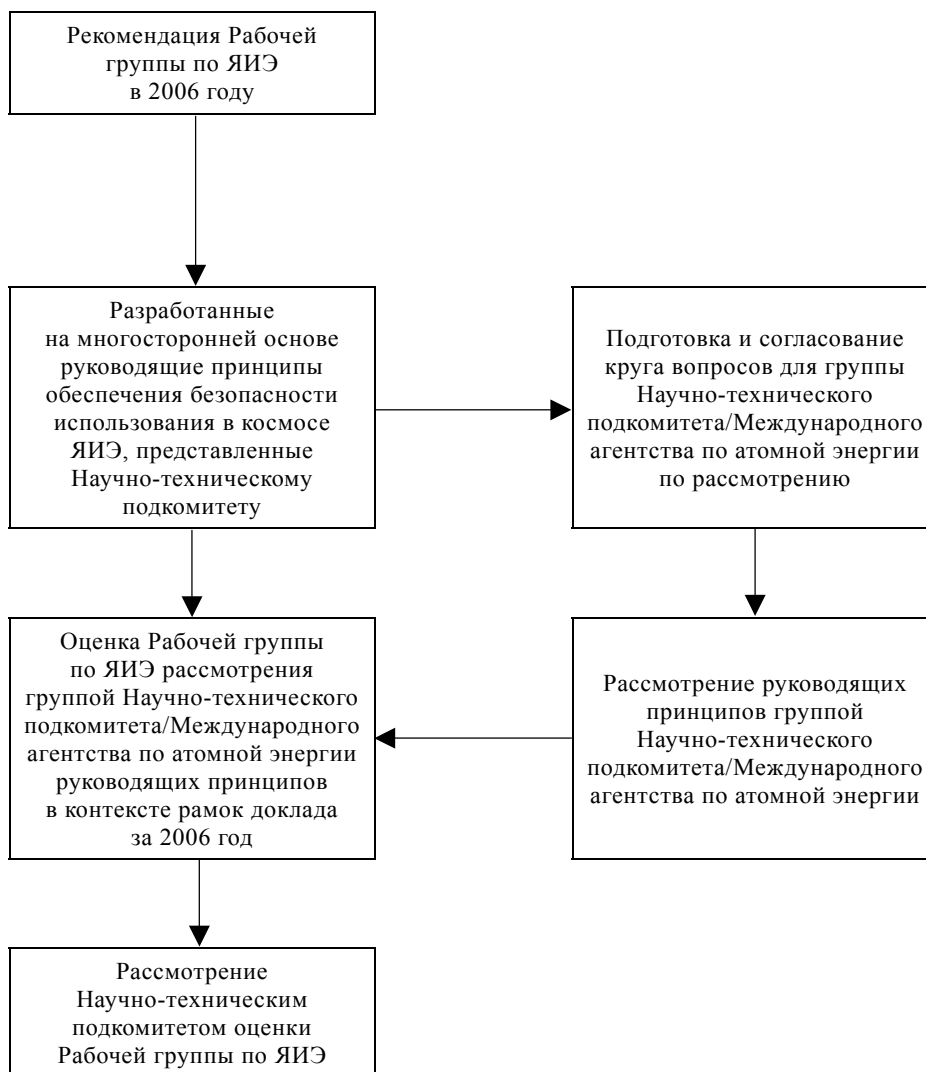 Рекомендация Рабочей
группы по ЯИЭ
в 2006 году
Разработанные
на многосторонней основе
руководящие принципы
обеспечения безопасности
использования в космосе
ЯИЭ, представленные
Научно-техническому
подкомитету
Подготовка и согласование
круга вопросов для группы
Научно-технического
подкомитета/Международного
агентства по атомной энергии
по рассмотрению
Оценка Рабочей группы
по ЯИЭ рассмотрения
группой Научно-технического
подкомитета/Международного
агентства по атомной энергии
руководящих принципов
в контексте рамок доклада
за 2006 год
Рассмотрение руководящих
принципов группой
Научно-технического
подкомитета/Международного
агентства по атомной энергии
Рассмотрение
Научно-техническим
подкомитетом оценки
Рабочей группы по ЯИЭ